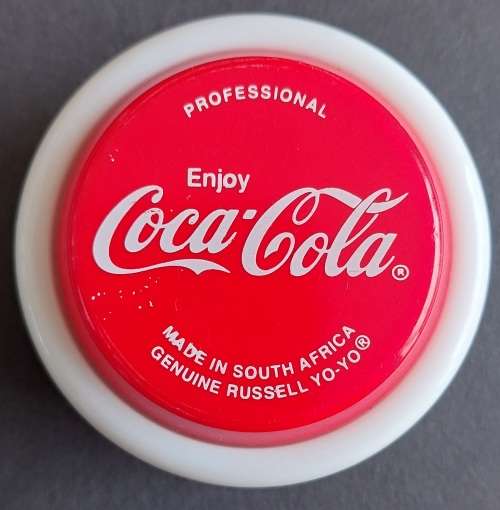 PROFESSIONAL
Enjoy
Coca-Cola®
MADE IN SOUTH AFRICA
GENUINE RUSSELL YO-YO®